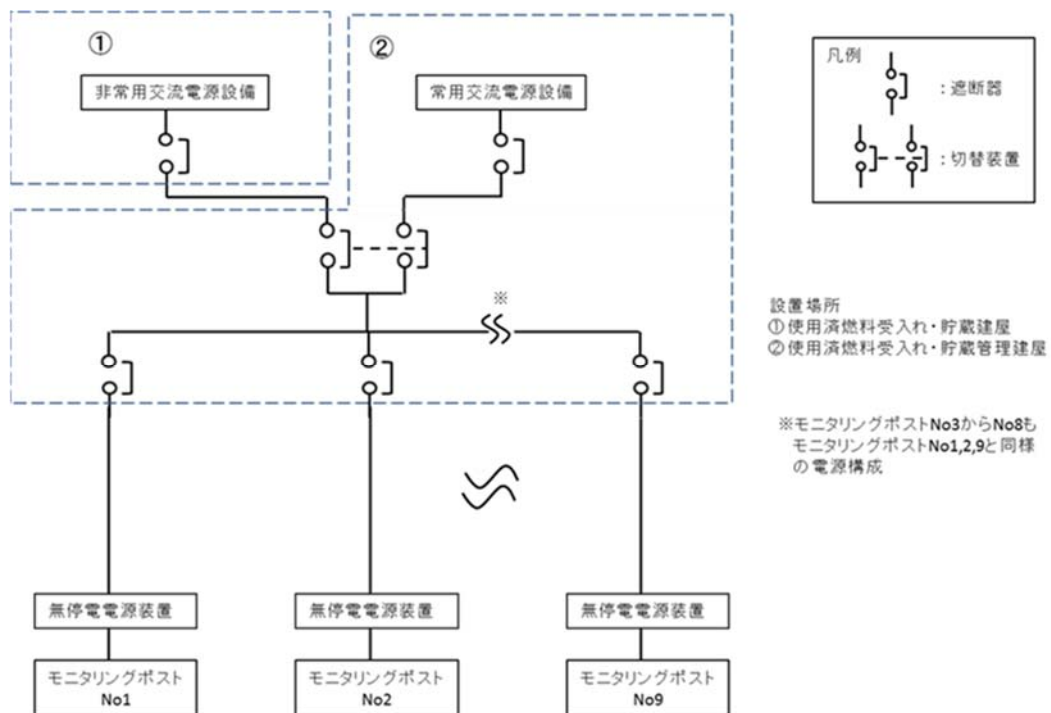 ①
②
非常用交流電源設備
常用交流電源設備
凡例
：遮断器
：切替装置
※
設置場所
①使用済燃料受入れ・貯蔵建屋
②使用済燃料受入れ・貯蔵管理建屋
※モニタリングポストNo3からNo8も
モニタリングポストNo1,2,9と同様
の電源構成
無停電電源装置
無停電電源装置
無停電電源装置
モニタリングポスト
No1
モニタリングポスト
No2
モニタリングポスト
No9